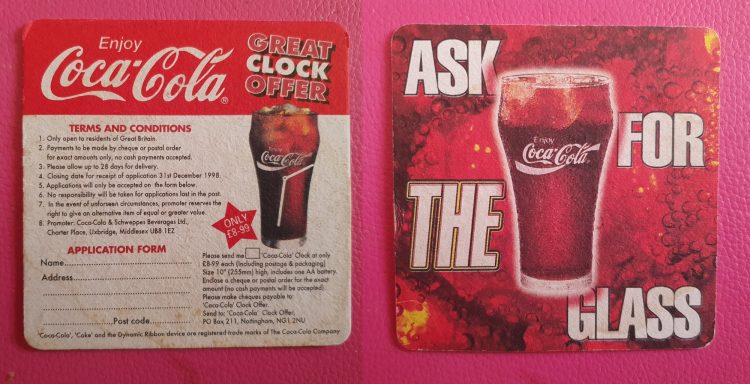 Enjoy
Coca-Cola®
GREAT
CLOCK
OFFER
TERMS AND CONDITIONS
1. Only open to residents of Great Britain.
2. Payments to be made by cheque or postal order
for exact amounts only, no cash payments accepted.
3. Please allow up to 28 days for delivery.
4. Closing date for receipt of application 31st December 1998.
5. Applications will only be accepted on the form below.
6. No responsibility will be taken for applications lost in the post.
7. In the event of unforseen circumstances, promoter reserves the
right to give an alternative item of equal or greater value.
8. Promoter: Coca-Cola & Schweppes Beverages Ltd.,
Charter Place, Uxbridge, Middlesex UB8 1EZ
Enjoy
Coca-Cola
ONLY
£8-99
APPLICATION FORM
Name
Address
Post code
Please send me 'Coca-Cola' Clock at only
£8-99 each (Including postage & packaging)
Size 10" (255mm) high, includes one AA battery.
Enclose a cheque or postal order for the exact
amount (no cash payments will be accepted).
Please make cheques payable to:
'Coca-Cola' Clock Offer.
Send to: 'Coca-Cola' Clock Offer,
PO Box 211, Nottingham, NG1 2NU
'Coca-Cola', 'Coke' and the Dynamic Ribbon device are registered trade marks of The Coca-Cola Company
ASK
FOR
THE
GLASS
Enjoy
Coca-Cola